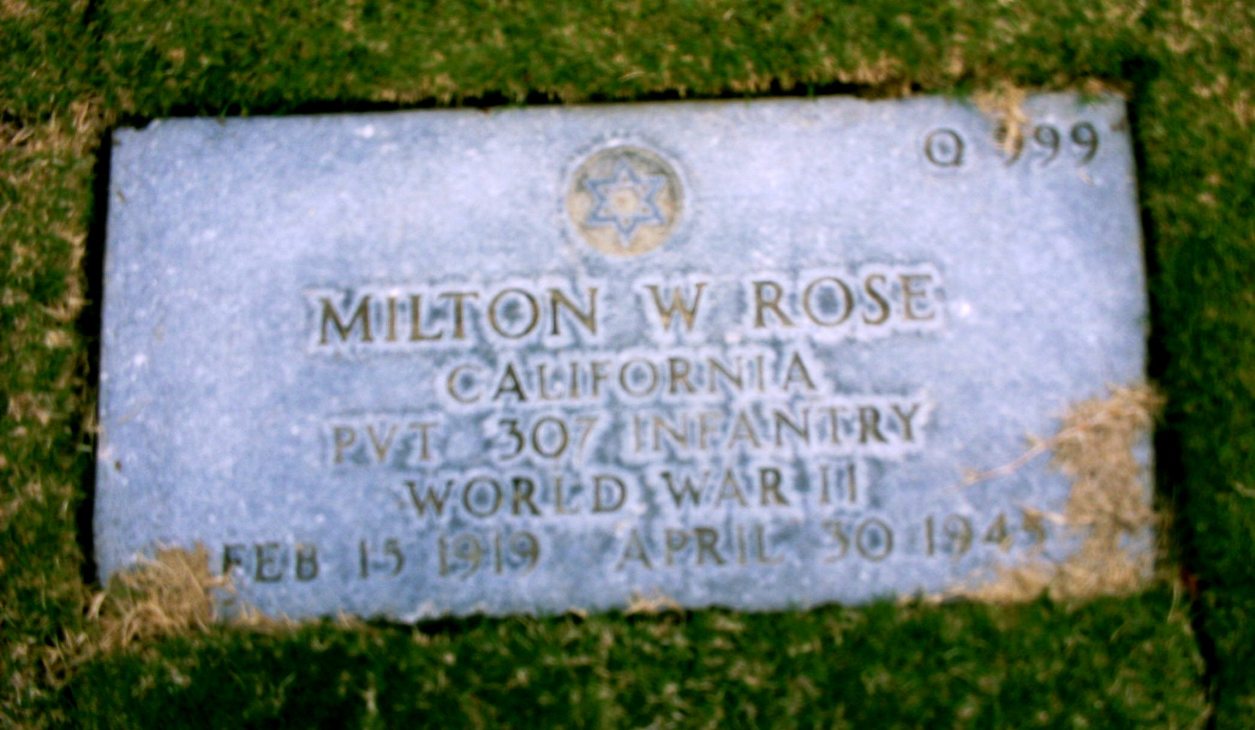 Q 999
MILTON W ROSE
CALIFORNIA
PVT 307 INFANTRY
WORLD WAR II
FEB 15 1919 APRIL 30 1945